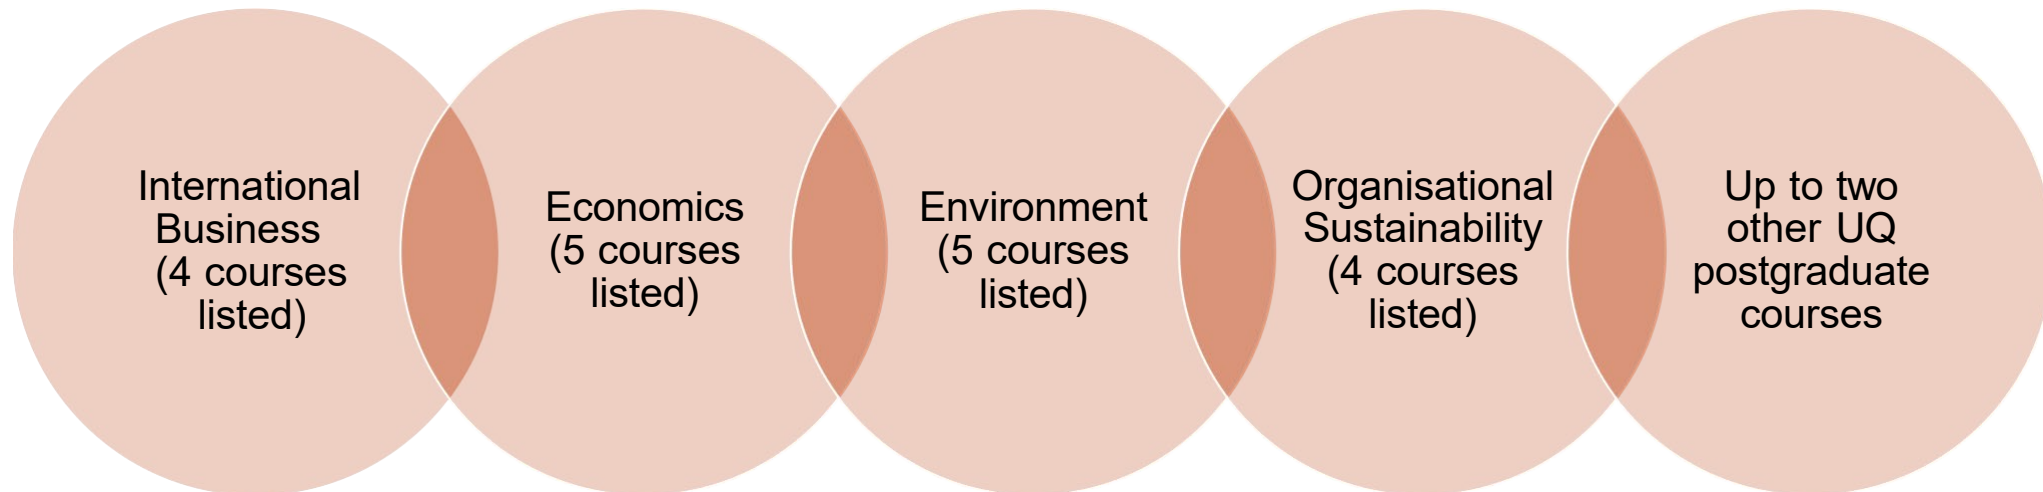 International
Business
(4 courses
listed)
Economics
(5 courses
listed)
Environment
(5 courses
listed)
Organisational
Sustainability
(4 courses
listed)
Up to two
other UQ
postgraduate
courses